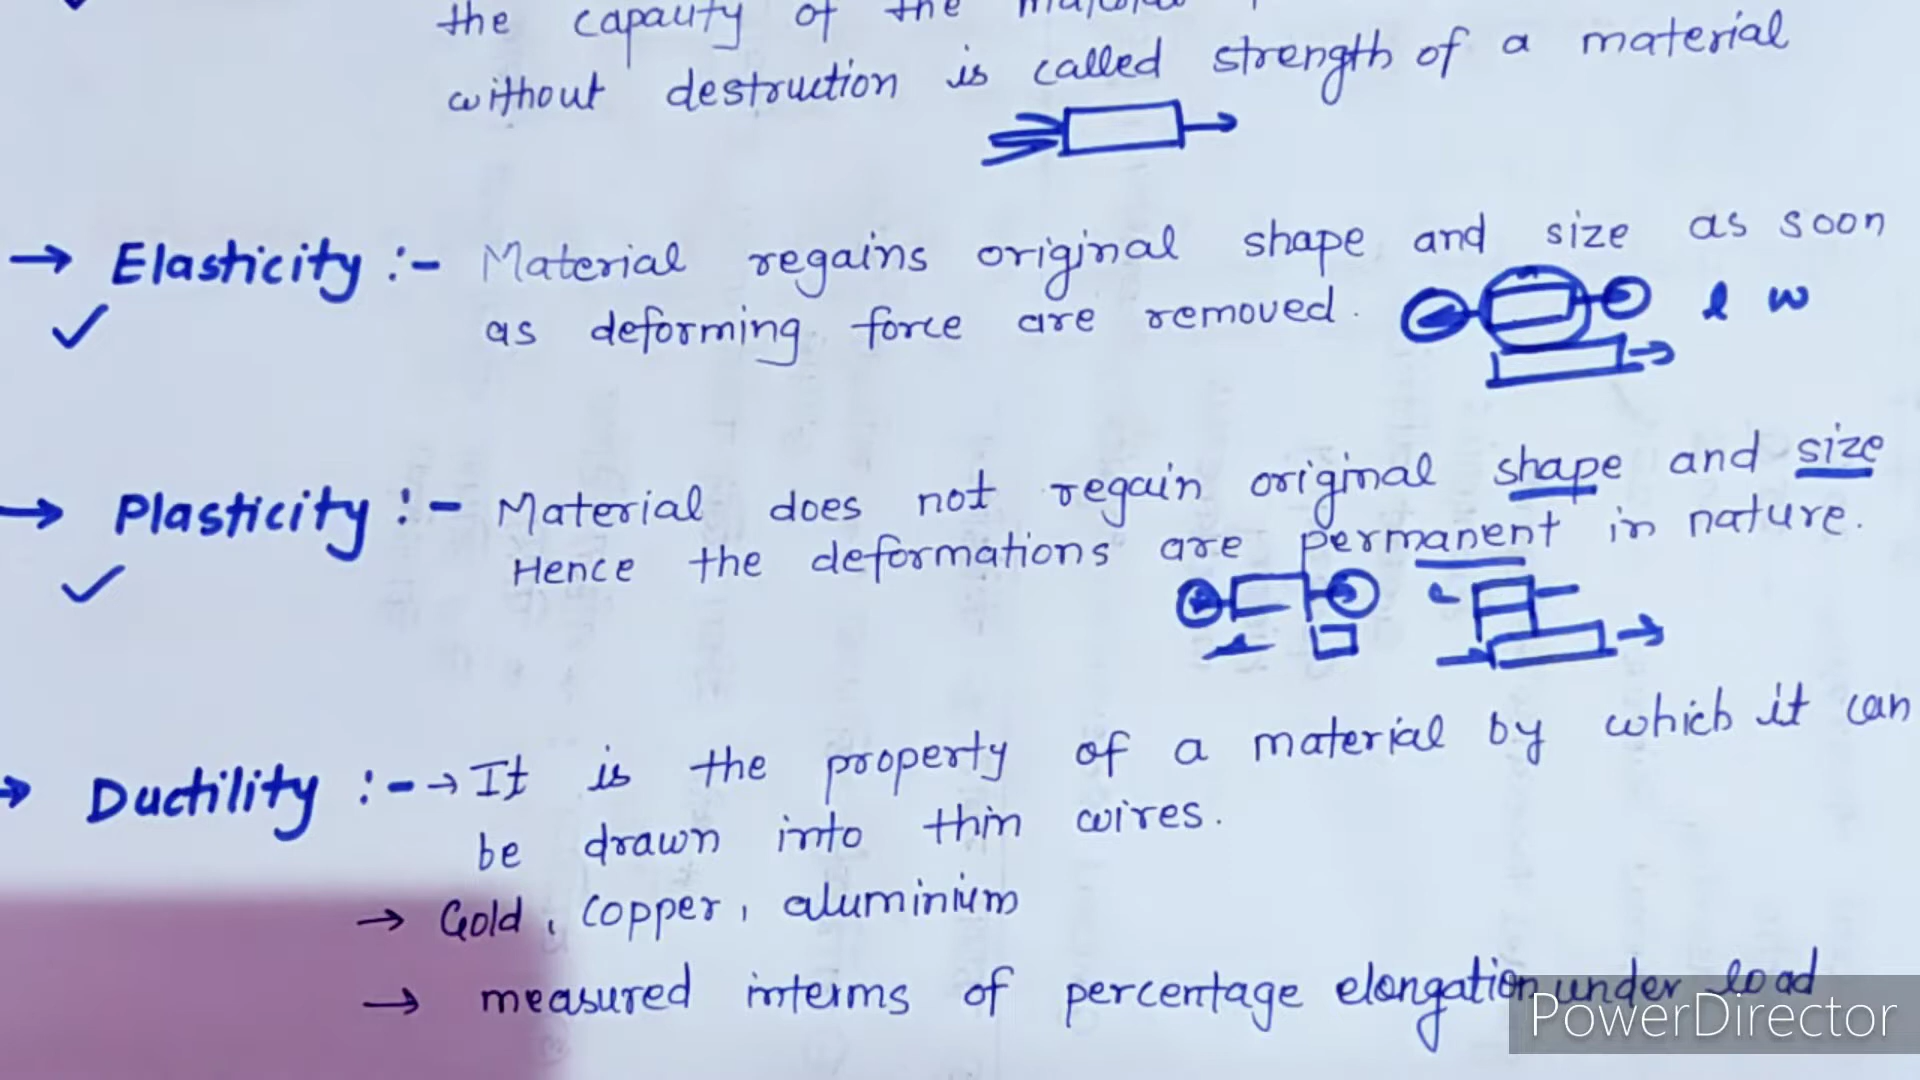 the capacity of the
without destruction is called strength of a material
→ Elasticity :- Material regains original shape and size as soon
as deforming force are removed. l w
→ Plasticity :- Material does not regain original shape and size
Hence the deformations are permanent in nature.
→ Ductility :- → It is the property of a material by which it can
be drawn into thin wires.
→ Gold, Copper, aluminium
→ measured interms of percentage elongation under load
PowerDirector